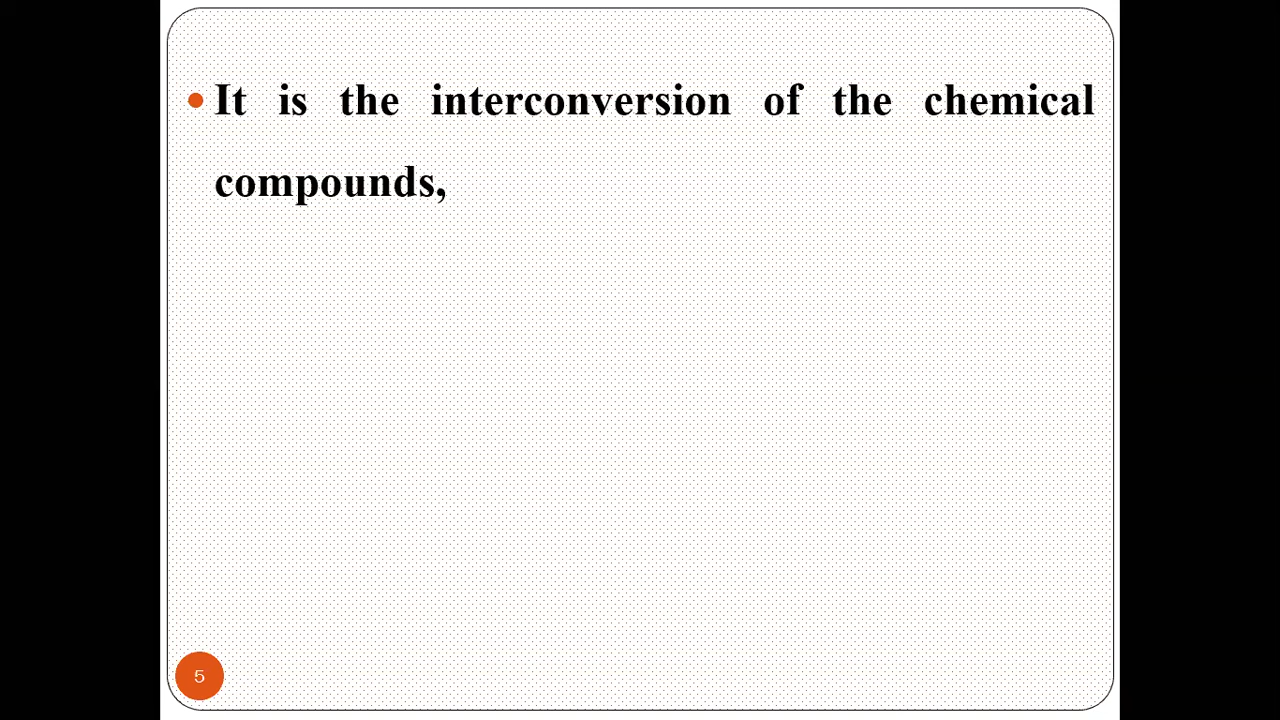 • It is the interconversion of the chemical
compounds,
5